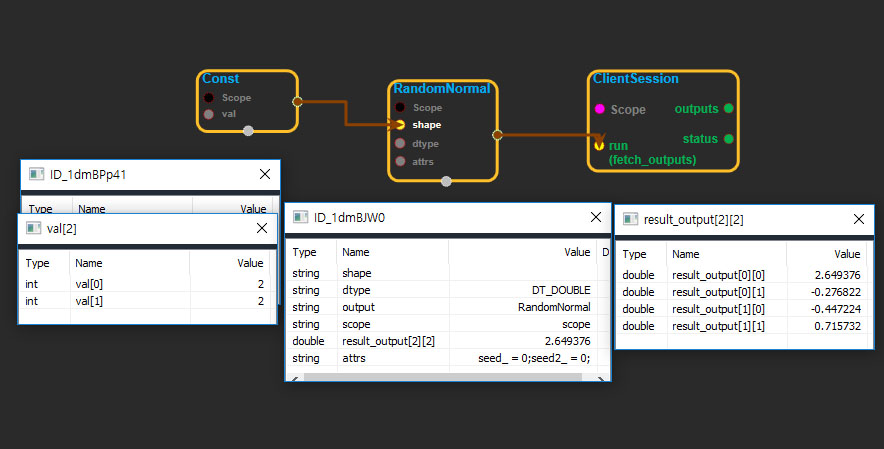 Const
Scope
val
RandomNormal
Scope
shape
dtype
attrs
ClientSession
Scope
outputs
status
run
(fetch_outputs)
ID_1dmBPp41
Type Name Value
val[2]
Type Name Value
int val[0] 2
int val[1] 2
ID_1dmBJW0
Type Name Value D
string shape
string dtype DT_DOUBLE
string output RandomNormal
string scope scope
double result_output[2][2] 2.649376
string attrs seed_ = 0;seed2_ = 0;
result_output[2][2]
Type Name Value
double result_output[0][0] 2.649376
double result_output[0][1] -0.276822
double result_output[1][0] -0.447224
double result_output[1][1] 0.715732